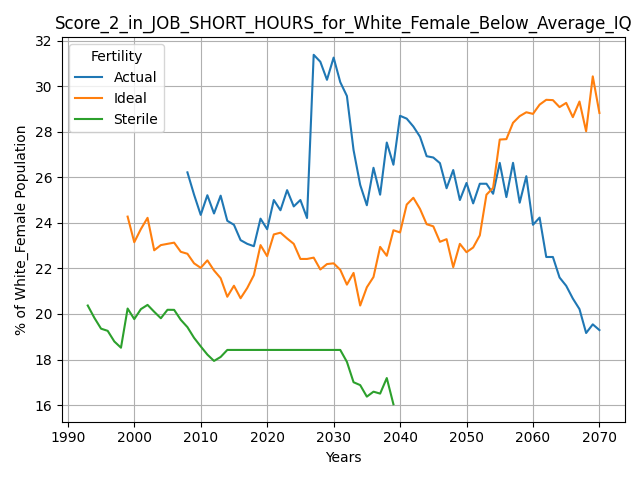 Score_2_in_JOB_SHORT_HOURS_for_White_Female_Below_Average_IQ
Fertility
Actual
Ideal
Sterile
% of White_Female Population
32
30
28
26
24
22
20
18
16
1990 2000 2010 2020 2030 2040 2050 2060 2070
Years